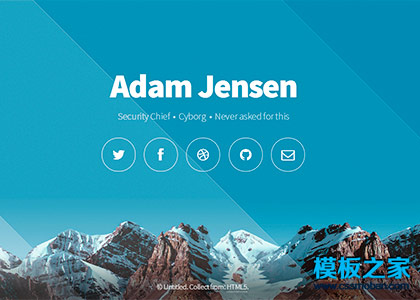 Adam Jensen
Security Chief • Cyborg • Never asked for this
模板之家
© Untitled. Collect from: HTML5.
www.cssmoban.com